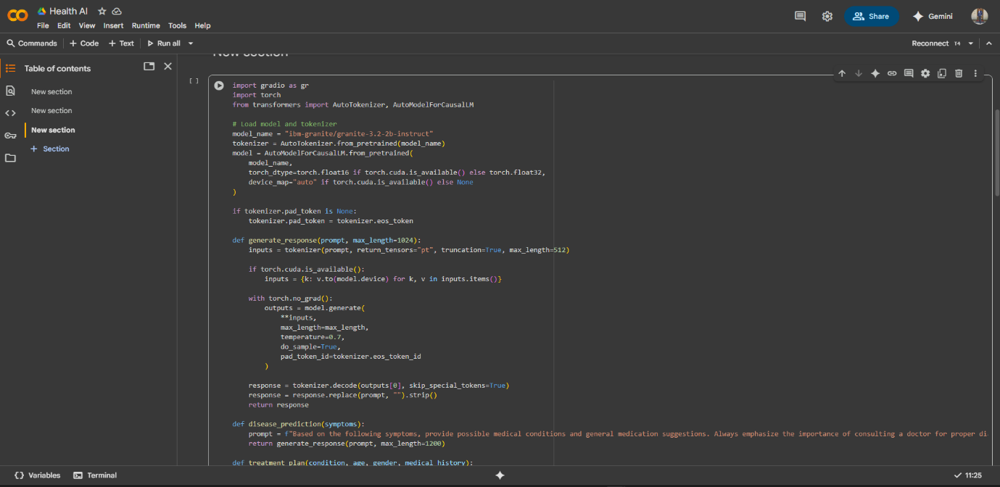 Health AI
File Edit View Insert Runtime Tools Help
Share
Gemini
Commands + Code + Text Run all
Reconnect T4
Table of contents
New section
New section
New section
+ Section
New section
[ ]
import gradio as gr
import torch
from transformers import AutoTokenizer, AutoModelForCausalLM
# Load model and tokenizer
model_name = "ibm-granite/granite-3.2-2b-instruct"
tokenizer = AutoTokenizer.from_pretrained(model_name)
model = AutoModelForCausalLM.from_pretrained(
    model_name,
    torch_dtype=torch.float16 if torch.cuda.is_available() else torch.float32,
    device_map="auto" if torch.cuda.is_available() else None
)
if tokenizer.pad_token is None:
    tokenizer.pad_token = tokenizer.eos_token
def generate_response(prompt, max_length=1024):
    inputs = tokenizer(prompt, return_tensors="pt", truncation=True, max_length=512)
    if torch.cuda.is_available():
        inputs = {k: v.to(model.device) for k, v in inputs.items()}
    with torch.no_grad():
        outputs = model.generate(
            **inputs,
            max_length=max_length,
            temperature=0.7,
            do_sample=True,
            pad_token_id=tokenizer.eos_token_id
        )
    response = tokenizer.decode(outputs[0], skip_special_tokens=True)
    response = response.replace(prompt, "").strip()
    return response
def disease_prediction(symptoms):
    prompt = f"Based on the following symptoms, provide possible medical conditions and general medication suggestions. Always emphasize the importance of consulting a doctor for proper di
    return generate_response(prompt, max_length=1200)
def treatment_plan(condition, age, gender, medical_history):
{} Variables Terminal
11:25